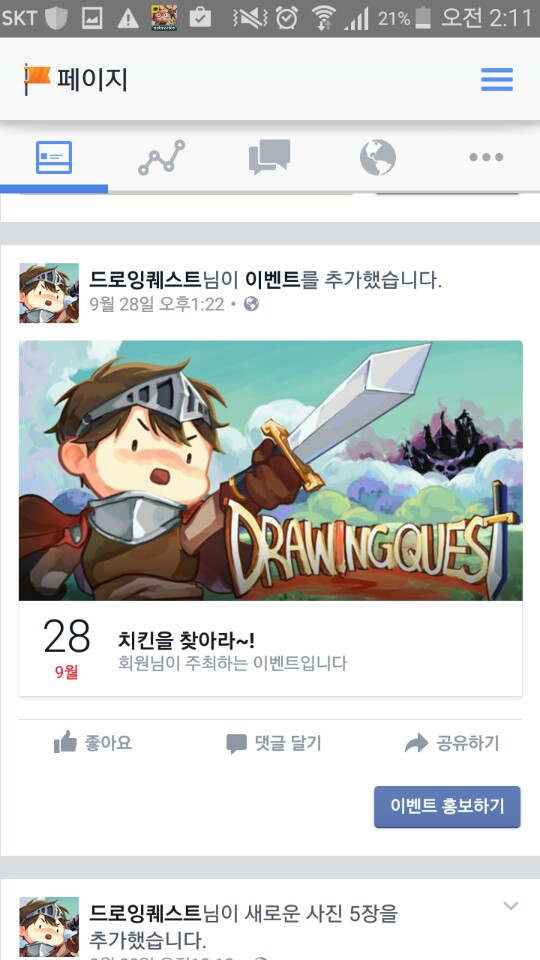 SKT 21% 오전 2:11
페이지
드로잉퀘스트님이 이벤트를 추가했습니다.
9월 28일 오후1:22 •
DRAWINGQUEST
28
9월
치킨을 찾아라~!
회원님이 주최하는 이벤트입니다
좋아요 댓글 달기 공유하기
이벤트 홍보하기
드로잉퀘스트님이 새로운 사진 5장을
추가했습니다.